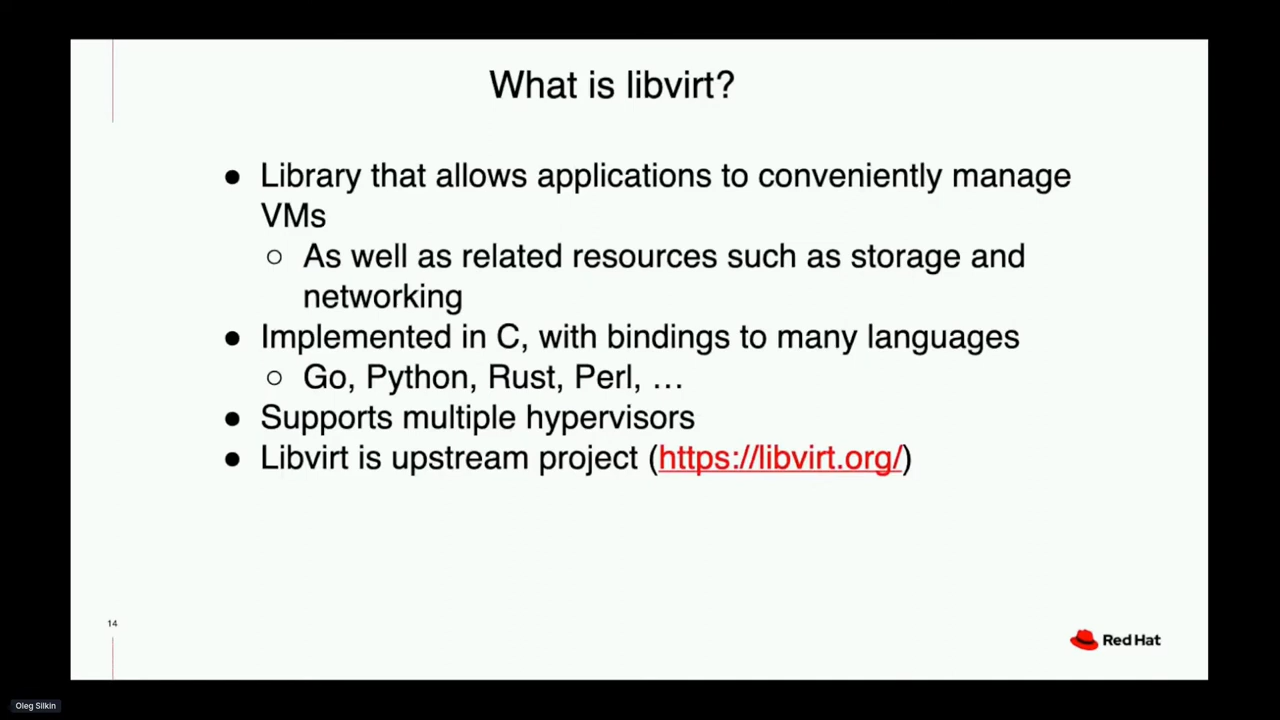 What is libvirt?
● Library that allows applications to conveniently manage
VMs
○ As well as related resources such as storage and
networking
● Implemented in C, with bindings to many languages
○ Go, Python, Rust, Perl, …
● Supports multiple hypervisors
● Libvirt is upstream project (https://libvirt.org/)
14
Red Hat
Oleg Silkin